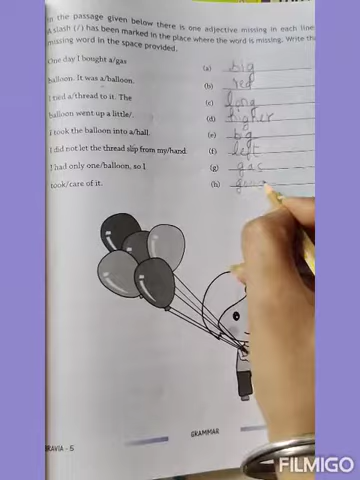 In the passage given below there is one adjective missing in each line
A slash (/) has been marked in the place where the word is missing. Write the
missing word in the space provided.
One day I bought a/gas (a) big
balloon. It was a/balloon. (b) red
I tied a/thread to it. The (c) long
balloon went up a little/. (d) higher
I took the balloon into a/hall. (e) big
I did not let the thread slip from my/hand. (f) left
I had only one/balloon, so I (g) gas
took/care of it. (h)
GRAMMAR
BRAVIA - 5
FILMIGO